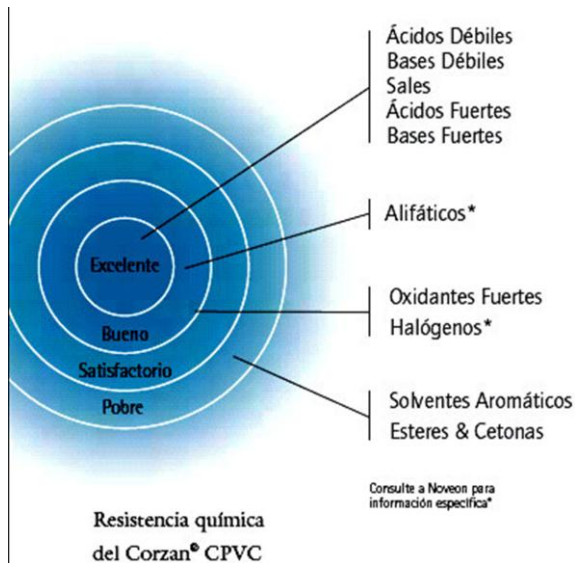 Ácidos Débiles
Bases Débiles
Sales
Ácidos Fuertes
Bases Fuertes
Alifáticos*
Excelente
Oxidantes Fuertes
Halógenos*
Bueno
Satisfactorio
Pobre
Solventes Aromáticos
Esteres & Cetonas
Consulte a Noveon para
información específica*
Resistencia química
del Corzan® CPVC